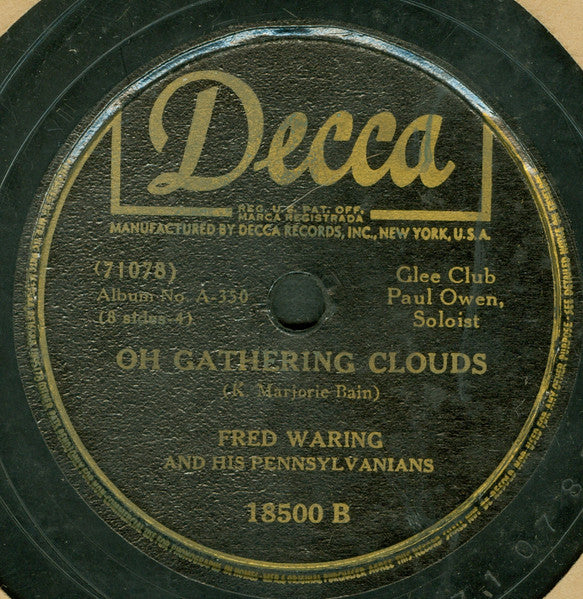 Decca
REG. U.S. PAT. OFF.
MARCA REGISTRADA
MANUFACTURED BY DECCA RECORDS, INC., NEW YORK, U.S.A.
(71078)
Album No. A-350
(8 sides-4)
Glee Club
Paul Owen,
Soloist
OH GATHERING CLOUDS
(K. Marjorie Bain)
FRED WARING
AND HIS PENNSYLVANIANS
18500 B